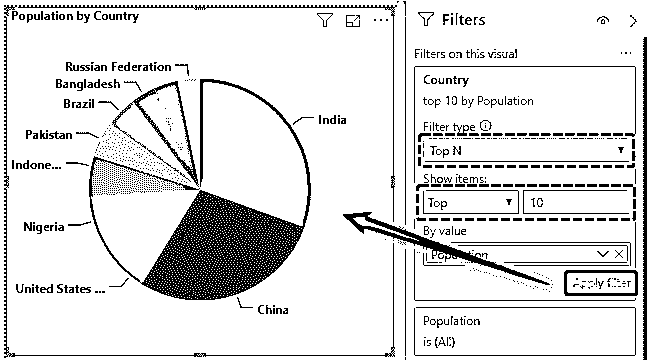 Population by Country
Russian Federation
Bangladesh
Brazil
Pakistan
Indone...
Nigeria
United States ...
China
India
Filters
Filters on this visual
...
Country
top 10 by Population
Filter type
Top N
Show items:
Top 10
By value
Population
Apply filter
Population
is (All)